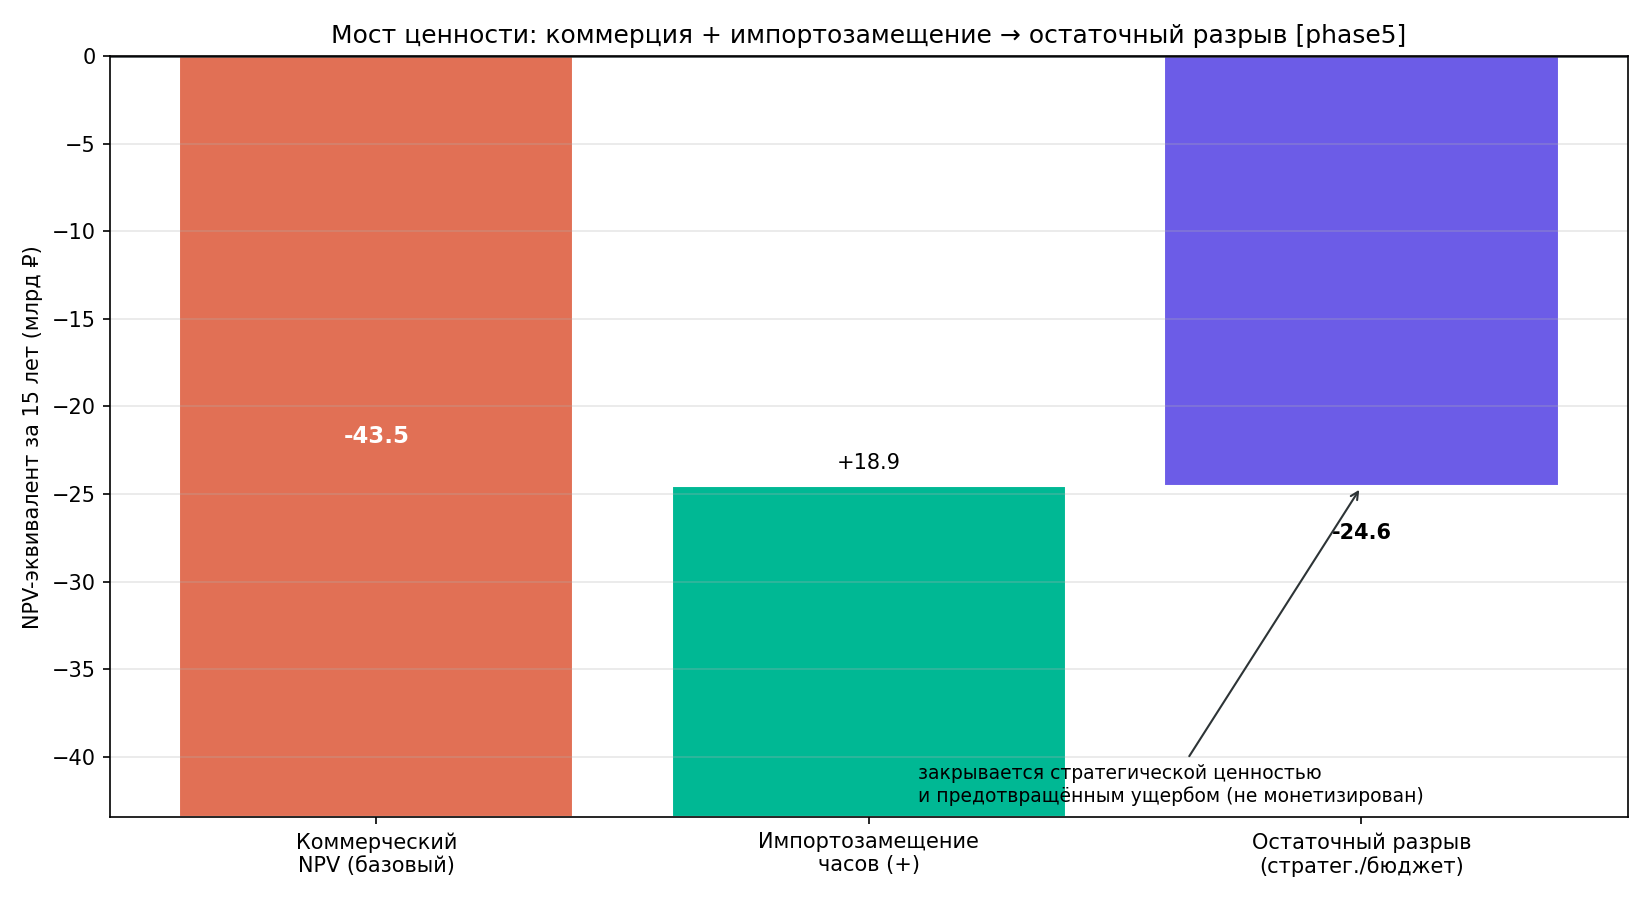 Мост ценности: коммерция + импортозамещение → остаточный разрыв [phase5]
NPV-эквивалент за 15 лет (млрд ₽)
0
−5
−10
−15
−20
−25
−30
−35
−40
-43.5
+18.9
-24.6
закрывается стратегической ценностью
и предотвращённым ущербом (не монетизирован)
Коммерческий
NPV (базовый)
Импортозамещение
часов (+)
Остаточный разрыв
(стратег./бюджет)